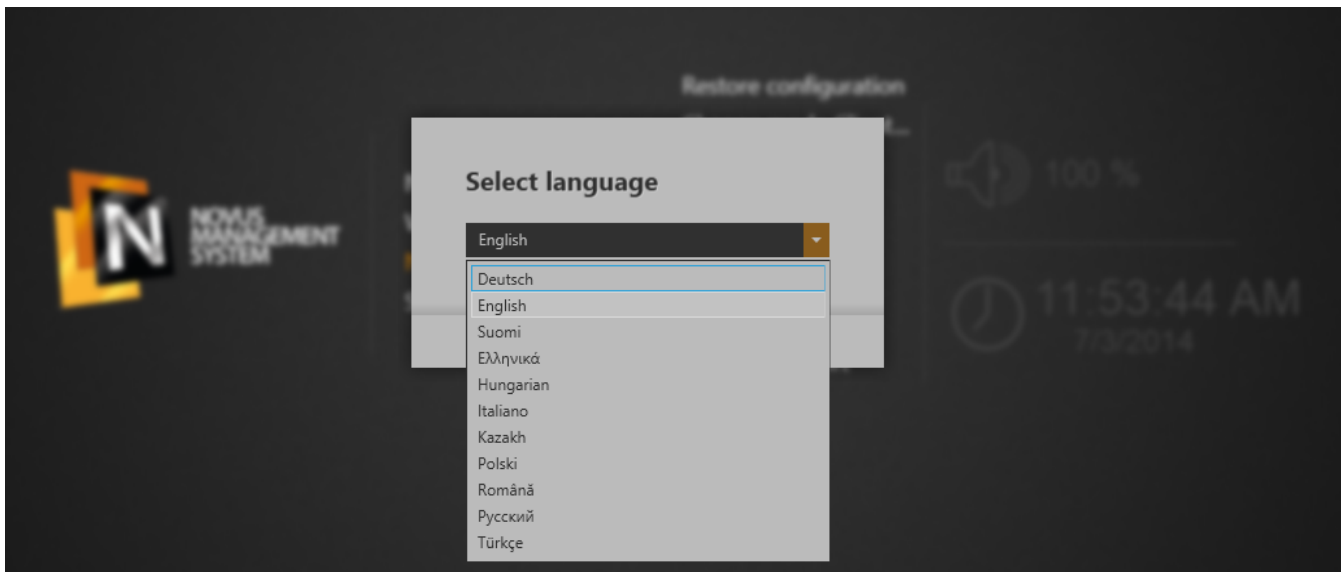 Restore configuration
Select language
English
Deutsch
English
Suomi
Ελληνικά
Hungarian
Italiano
Kazakh
Polski
Română
Русский
Türkçe
NOVUS
MANAGEMENT
SYSTEM
100 %
11:53:44 AM
7/3/2014